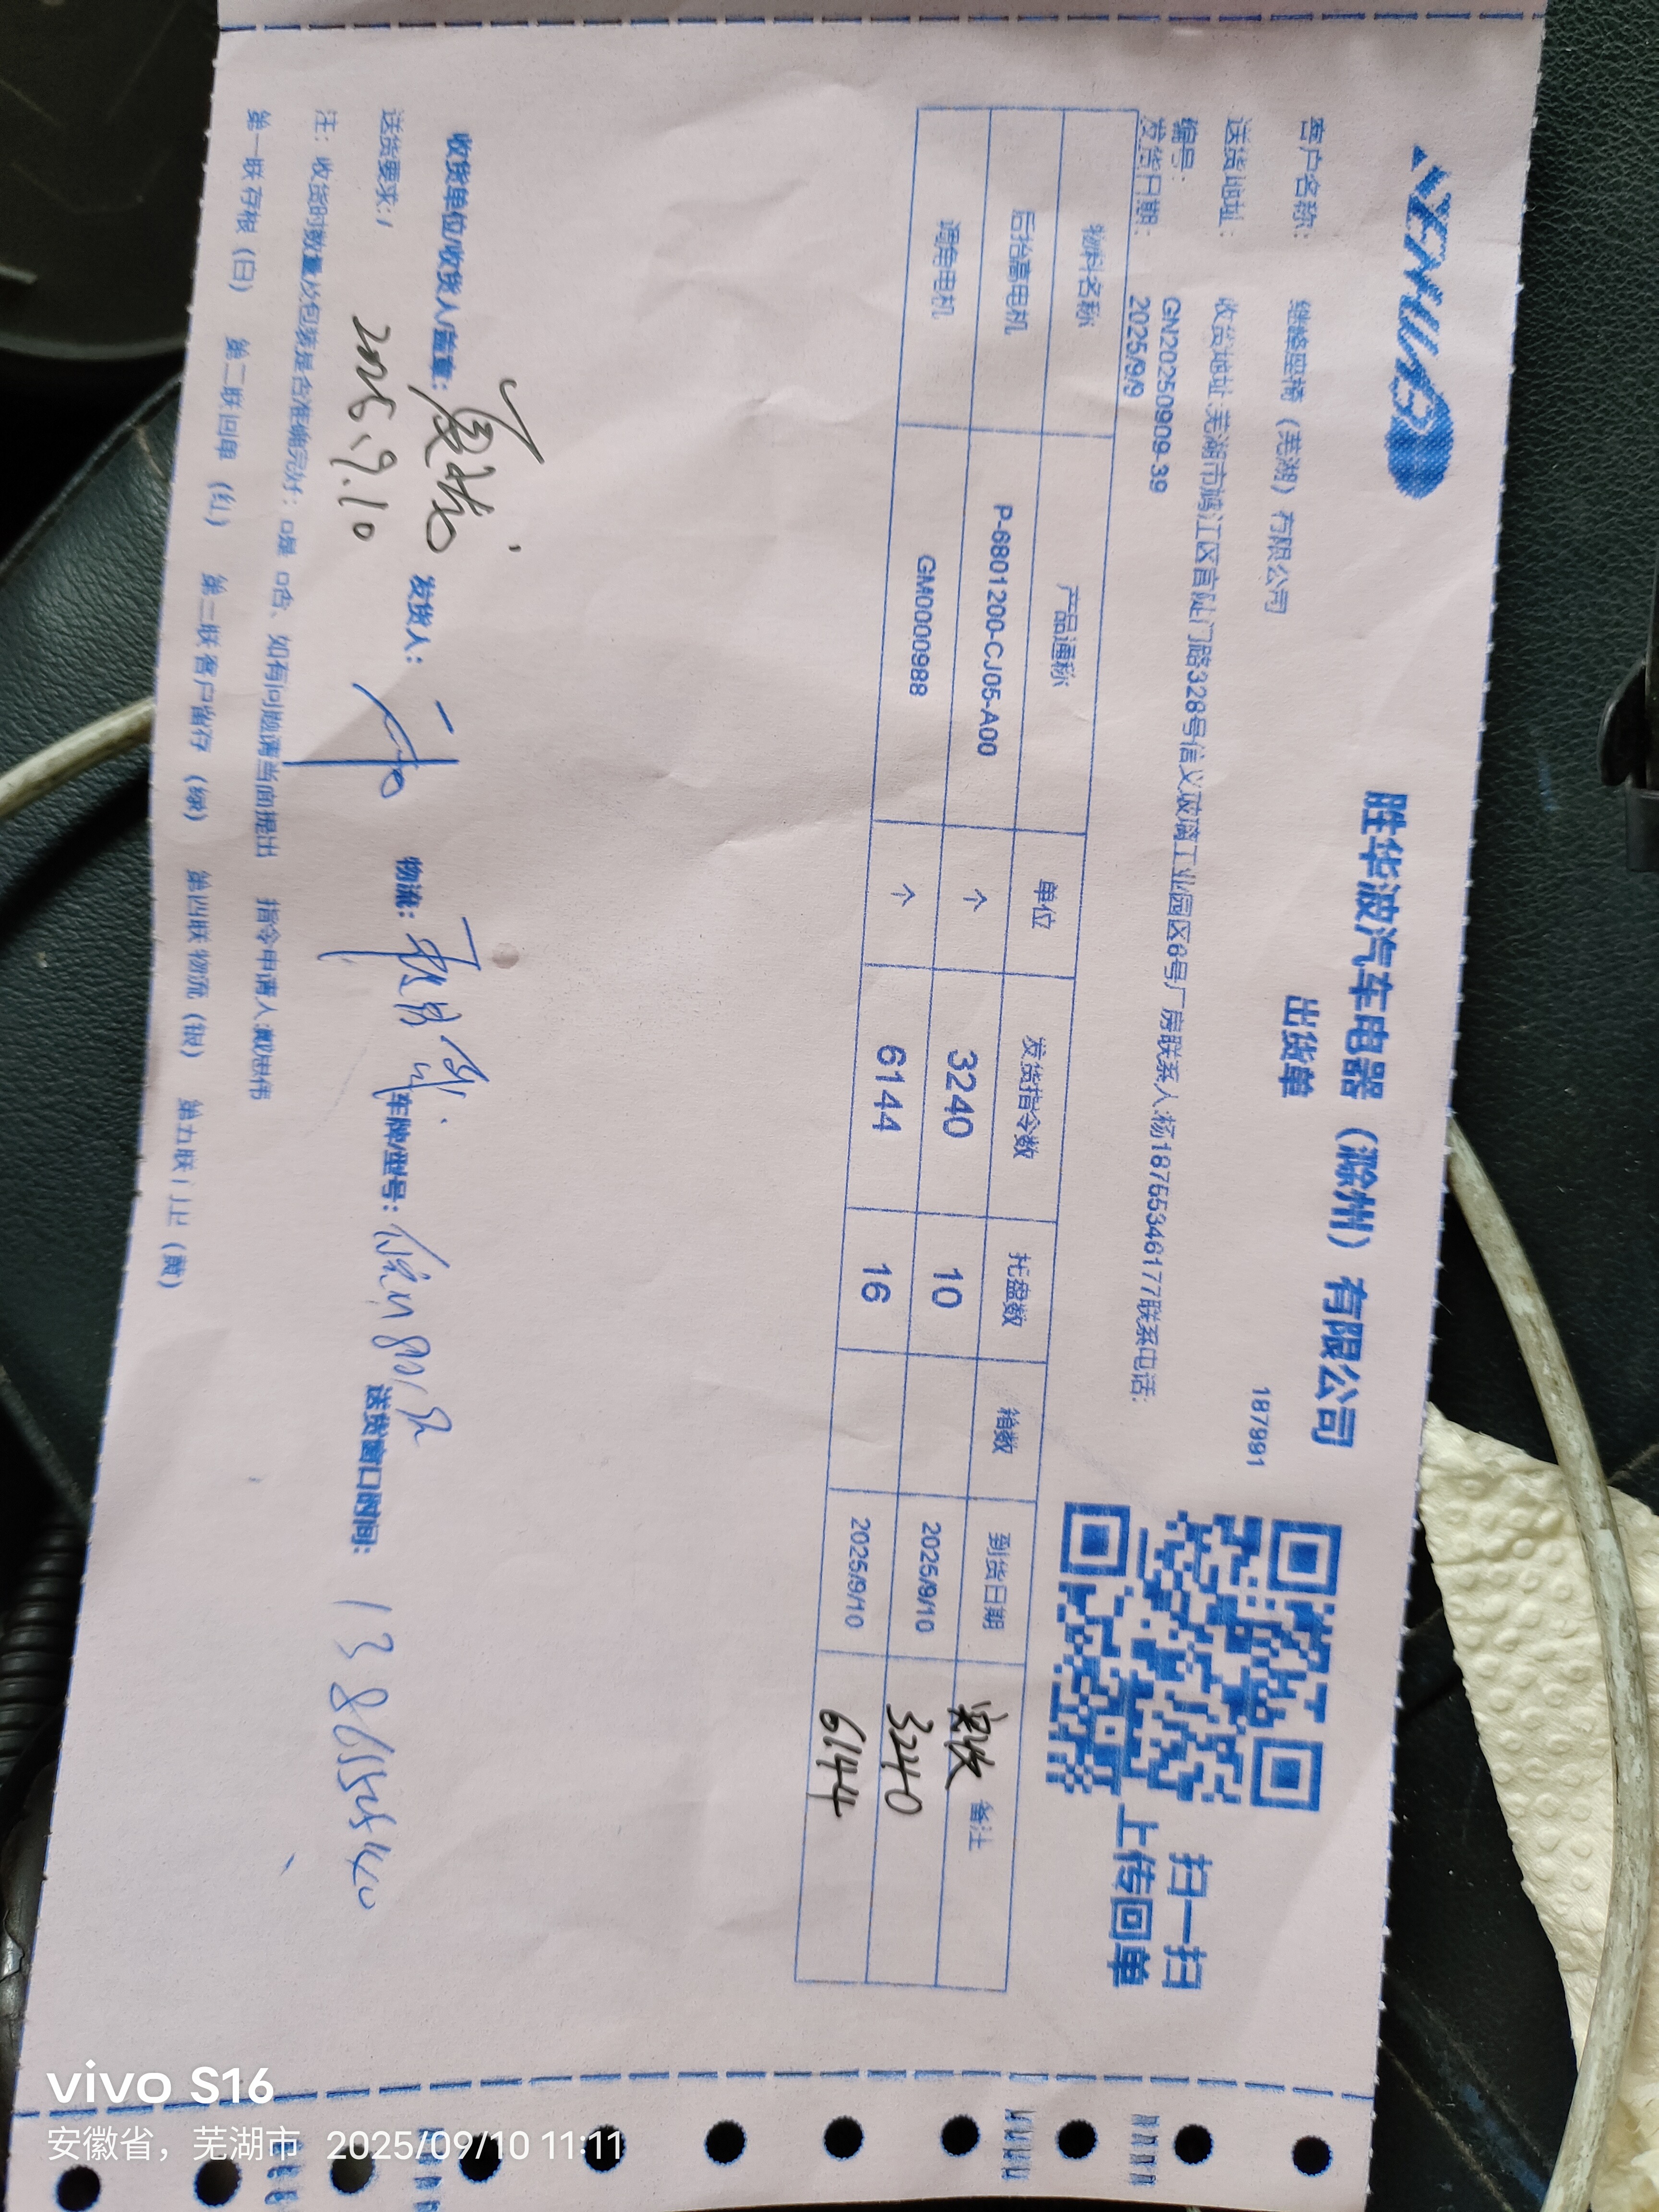 SENHUABO
胜华波汽车电器（滁州）有限公司
出货单
187991
扫一扫
上传回单
客户名称： 继峰座椅（芜湖）有限公司
送货地址： 收货地址:芜湖市鸠江区官陡门路328号信义玻璃工业园区6号厂房联系人:杨18765346177联系电话:
编号： GN20250909-39
发货日期： 2025/9/9
物料名称 产品通称 单位 发货指令数 托盘数 箱数 到货日期 备注 实收
后抬高电机 P-6801200-CJ05-A00 个 3240 10 2025/9/10 3240
调角电机 GM0000988 个 6144 16 2025/9/10 6144
收货单位/收货人/盖章： 发货人： 物流： 车牌/型号： 送货窗口时间：
2025.9.10
送货要求:/
注：收货时数量及包装是否准确完好：□是 □否、如有问题请当面提出 指令申请人:戴思伟
第一联存根（白） 第二联回单（红） 第三联客户留存（绿） 第四联物流（银） 第五联门卫（黄）
vivo S16
安徽省，芜湖市 2025/09/10 11:11